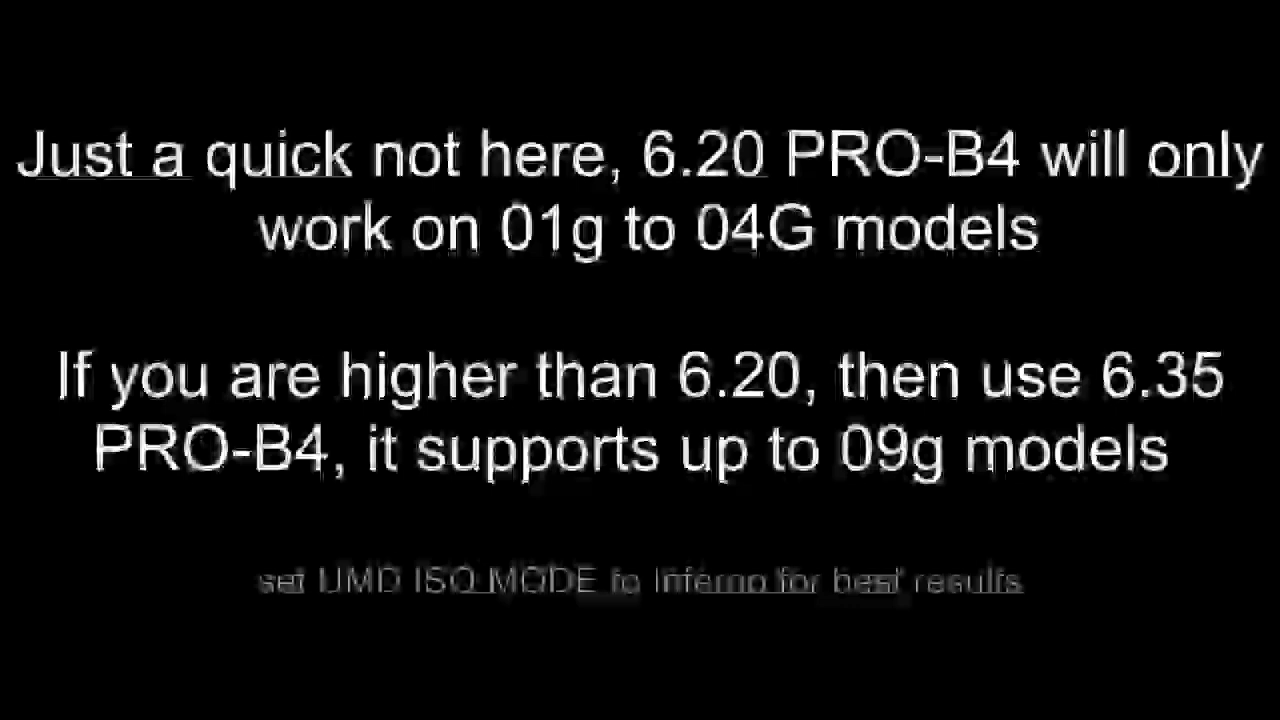 Just a quick not here, 6.20 PRO-B4 will only
work on 01g to 04G models
If you are higher than 6.20, then use 6.35
PRO-B4, it supports up to 09g models
set UMD ISO MODE to Inferno for best results